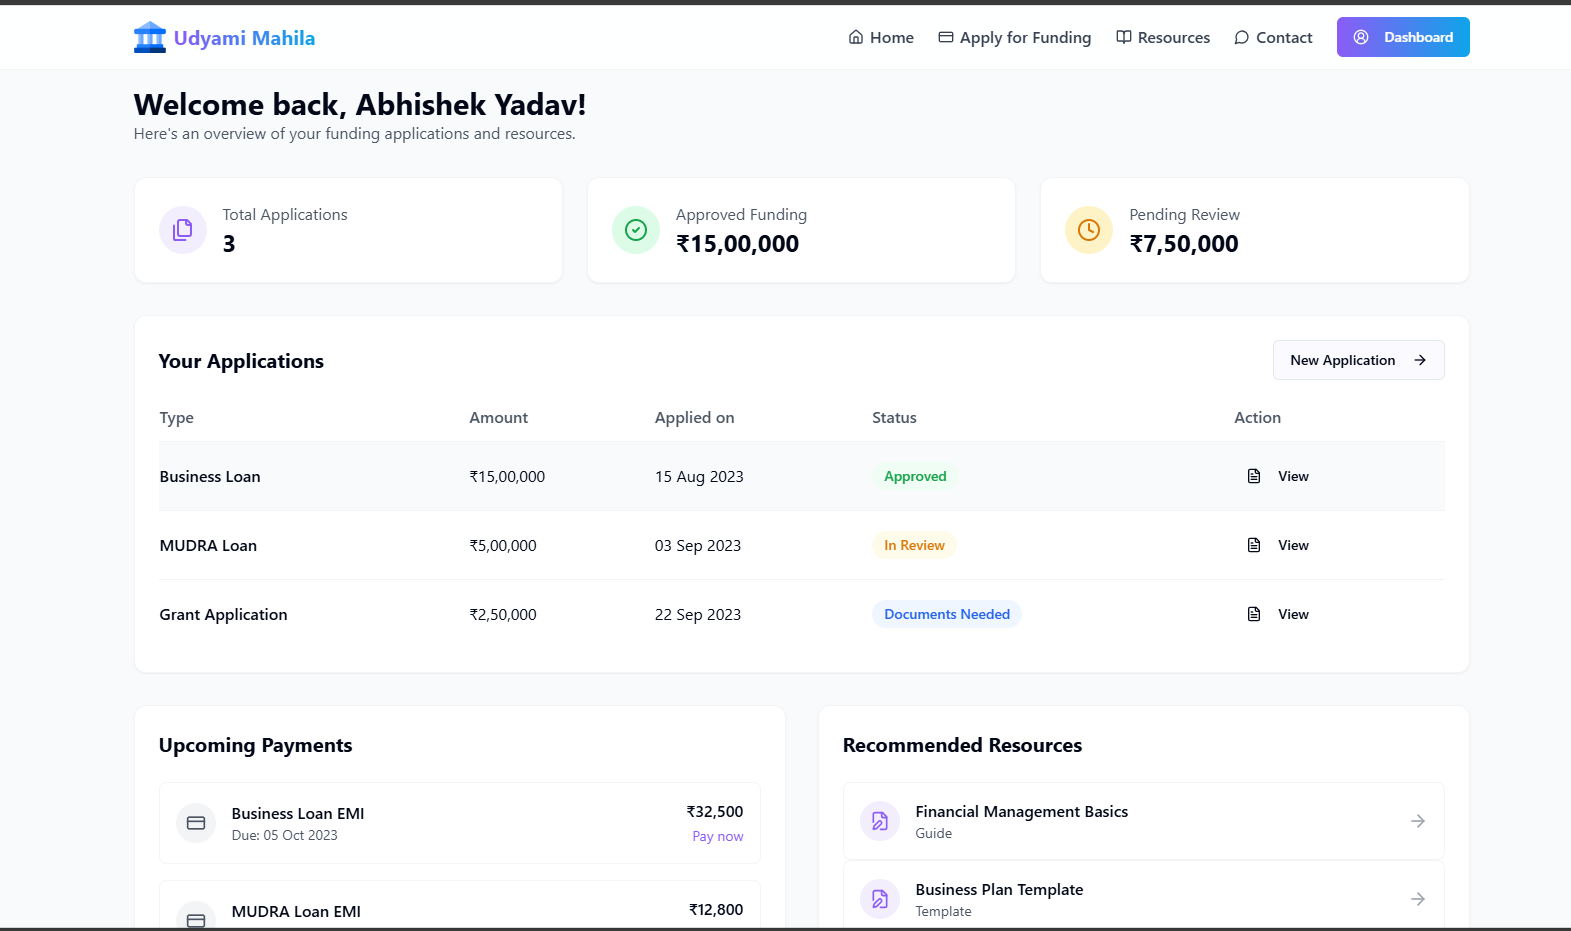 Udyami Mahila
Home Apply for Funding Resources Contact Dashboard
Welcome back, Abhishek Yadav!
Here's an overview of your funding applications and resources.
Total Applications
3
Approved Funding
₹15,00,000
Pending Review
₹7,50,000
Your Applications
New Application
Type Amount Applied on Status Action
Business Loan ₹15,00,000 15 Aug 2023 Approved View
MUDRA Loan ₹5,00,000 03 Sep 2023 In Review View
Grant Application ₹2,50,000 22 Sep 2023 Documents Needed View
Upcoming Payments
Business Loan EMI ₹32,500
Due: 05 Oct 2023 Pay now
MUDRA Loan EMI ₹12,800
Recommended Resources
Financial Management Basics
Guide
Business Plan Template
Template